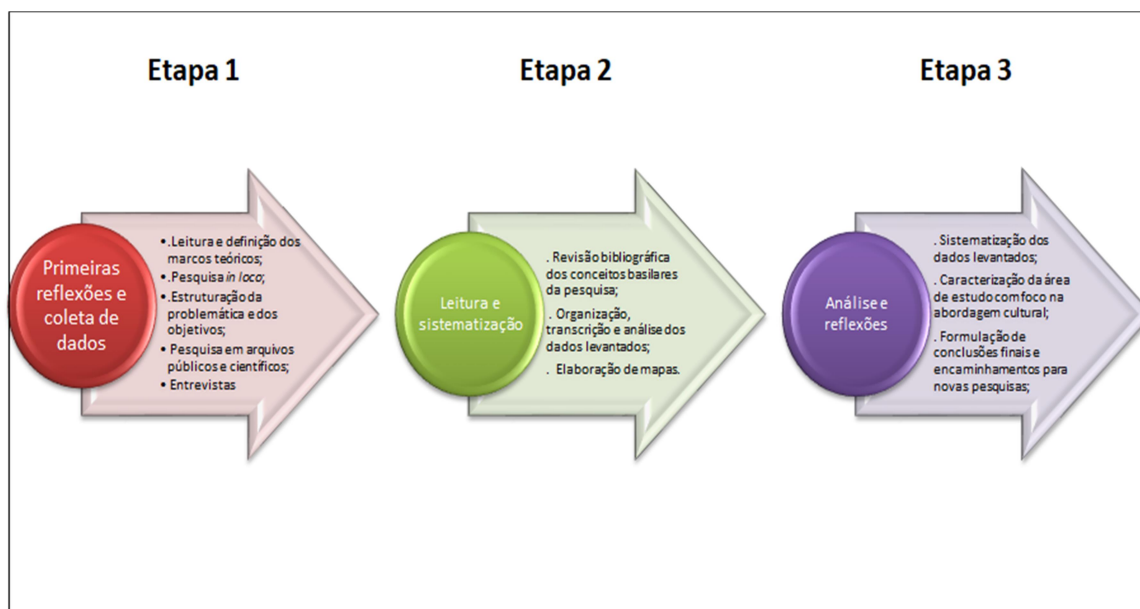 Etapa 1
Primeiras
reflexões e
coleta de
dados
• .Leitura e definição dos
marcos teóricos;
• .Pesquisa in loco;
• .Estruturação da
problemática e dos
objetivos;
• Pesquisa em arquivos
públicos e científicos;
• Entrevistas
Etapa 2
Leitura e
sistematização
. Revisão bibliográfica
dos conceitos basilares
da pesquisa;
. Organização,
transcrição e análise dos
dados levantados;
. Elaboração de mapas.
Etapa 3
Análise e
reflexões
. Sistematização dos
dados levantados;
. Caracterização da área
de estudo com foco na
abordagem cultural;
. Formulação de
conclusões finais e
encaminhamentos para
novas pesquisas;